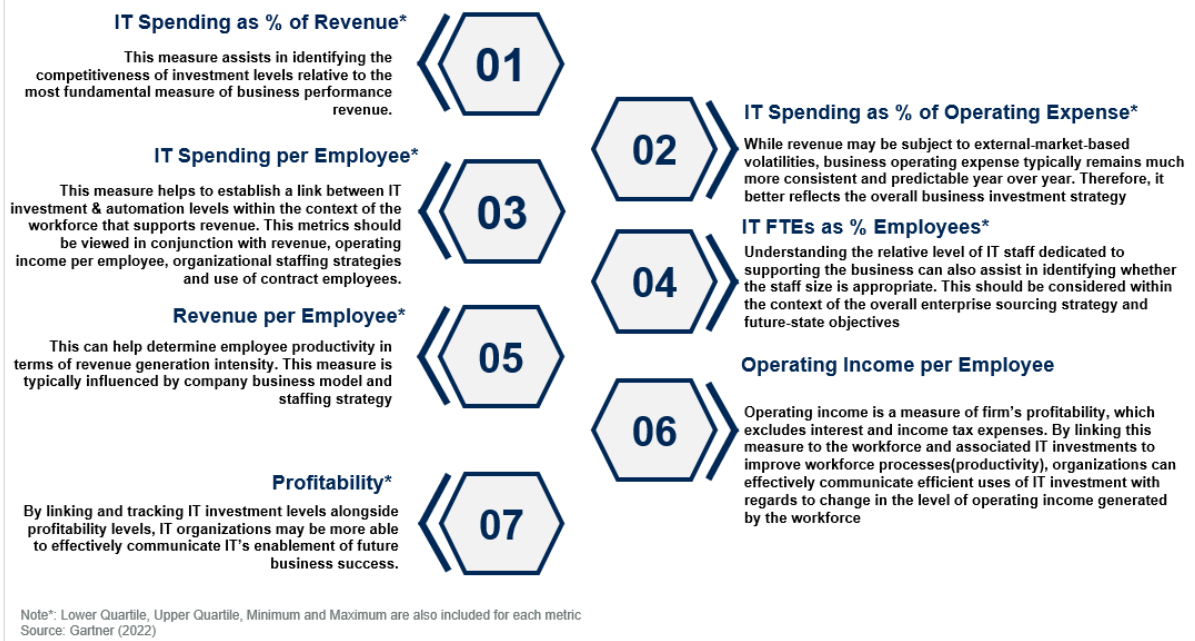 IT Spending as % of Revenue*
This measure assists in identifying the
competitiveness of investment levels relative to the
most fundamental measure of business performance
revenue.
01
IT Spending as % of Operating Expense*
While revenue may be subject to external-market-based
volatilities, business operating expense typically remains much
more consistent and predictable year over year. Therefore, it
better reflects the overall business investment strategy
02
IT Spending per Employee*
This measure helps to establish a link between IT
investment & automation levels within the context of the
workforce that supports revenue. This metrics should
be viewed in conjunction with revenue, operating
income per employee, organizational staffing strategies
and use of contract employees.
03
IT FTEs as % Employees*
Understanding the relative level of IT staff dedicated to
supporting the business can also assist in identifying whether
the staff size is appropriate. This should be considered within
the context of the overall enterprise sourcing strategy and
future-state objectives
04
Revenue per Employee*
This can help determine employee productivity in
terms of revenue generation intensity. This measure is
typically influenced by company business model and
staffing strategy
05
Operating Income per Employee
Operating income is a measure of firm's profitability, which
excludes interest and income tax expenses. By linking this
measure to the workforce and associated IT investments to
improve workforce processes(productivity), organizations can
effectively communicate efficient uses of IT investment with
regards to change in the level of operating income generated
by the workforce
06
Profitability*
By linking and tracking IT investment levels alongside
profitability levels, IT organizations may be more able
to effectively communicate IT's enablement of future
business success.
07
Note*: Lower Quartile, Upper Quartile, Minimum and Maximum are also included for each metric
Source: Gartner (2022)